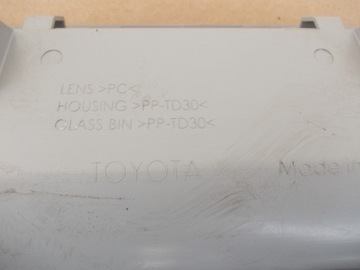 LENS >PC<
HOUSING >PP-TD30<
GLASS BIN >PP-TD30<
TOYOTA
Made in